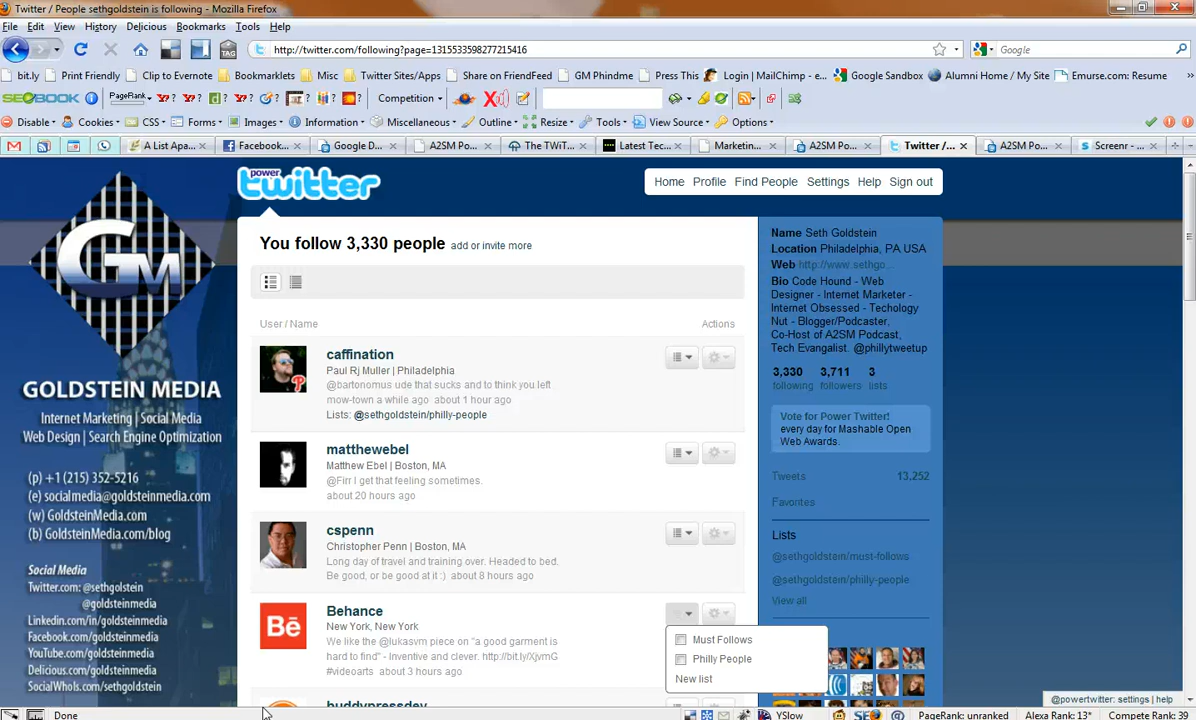 Twitter / People sethgoldstein is following - Mozilla Firefox
File Edit View History Delicious Bookmarks Tools Help
http://twitter.com/following?page=1315533598277215416
Google
bit.ly Print Friendly Clip to Evernote Bookmarklets Misc Twitter Sites/Apps Share on FriendFeed GM Phindme Press This Login | MailChimp - e... Google Sandbox Alumni Home / My Site Emurse.com: Resume
SEOBOOK PageRank Competition
Disable Cookies CSS Forms Images Information Miscellaneous Outline Resize Tools View Source Options
A List Apa... Facebook... Google D... A2SM Po... The TWiT... Latest Tec... Marketin... A2SM Po... Twitter /... A2SM Po... Screenr - ...
power
twitter
Home Profile Find People Settings Help Sign out
You follow 3,330 people add or invite more
User / Name Actions
caffination
Paul Rj Muller | Philadelphia
@bartonomus ude that sucks and to think you left
mow-town a while ago about 1 hour ago
Lists: @sethgoldstein/philly-people
matthewebel
Matthew Ebel | Boston, MA
@Firr I get that feeling sometimes.
about 20 hours ago
cspenn
Christopher Penn | Boston, MA
Long day of travel and training over. Headed to bed.
Be good, or be good at it :) about 8 hours ago
Bē
Behance
New York, New York
We like the @lukasvm piece on "a good garment is
hard to find" - Inventive and clever. http://bit.ly/XjvmG
#videoarts about 3 hours ago
buddypressdev
Must Follows
Philly People
New list
Name Seth Goldstein
Location Philadelphia, PA USA
Web http://www.sethgo...
Bio Code Hound - Web
Designer - Internet Marketer -
Internet Obsessed - Techology
Nut - Blogger/Podcaster,
Co-Host of A2SM Podcast,
Tech Evangalist. @phillytweetup
3,330 3,711 3
following followers lists
Vote for Power Twitter!
every day for Mashable Open
Web Awards.
Tweets 13,252
Favorites
Lists
@sethgoldstein/must-follows
@sethgoldstein/philly-people
View all
GM
GOLDSTEIN MEDIA
Internet Marketing | Social Media
Web Design | Search Engine Optimization
(p) +1 (215) 352-5216
(e) socialmedia@goldsteinmedia.com
(w) GoldsteinMedia.com
(b) GoldsteinMedia.com/blog
Social Media
Twitter.com: @sethgolstein
@goldsteinmedia
Linkedin.com/in/goldsteinmedia
Facebook.com/goldsteinmedia
YouTube.com/goldsteinmedia
Delicious.com/goldsteinmedia
SocialWhoIs.com/sethgoldstein
@powertwitter: settings | help
Done YSlow PageRank: unranked Alexa Rank: 13* Compete Rank: 39